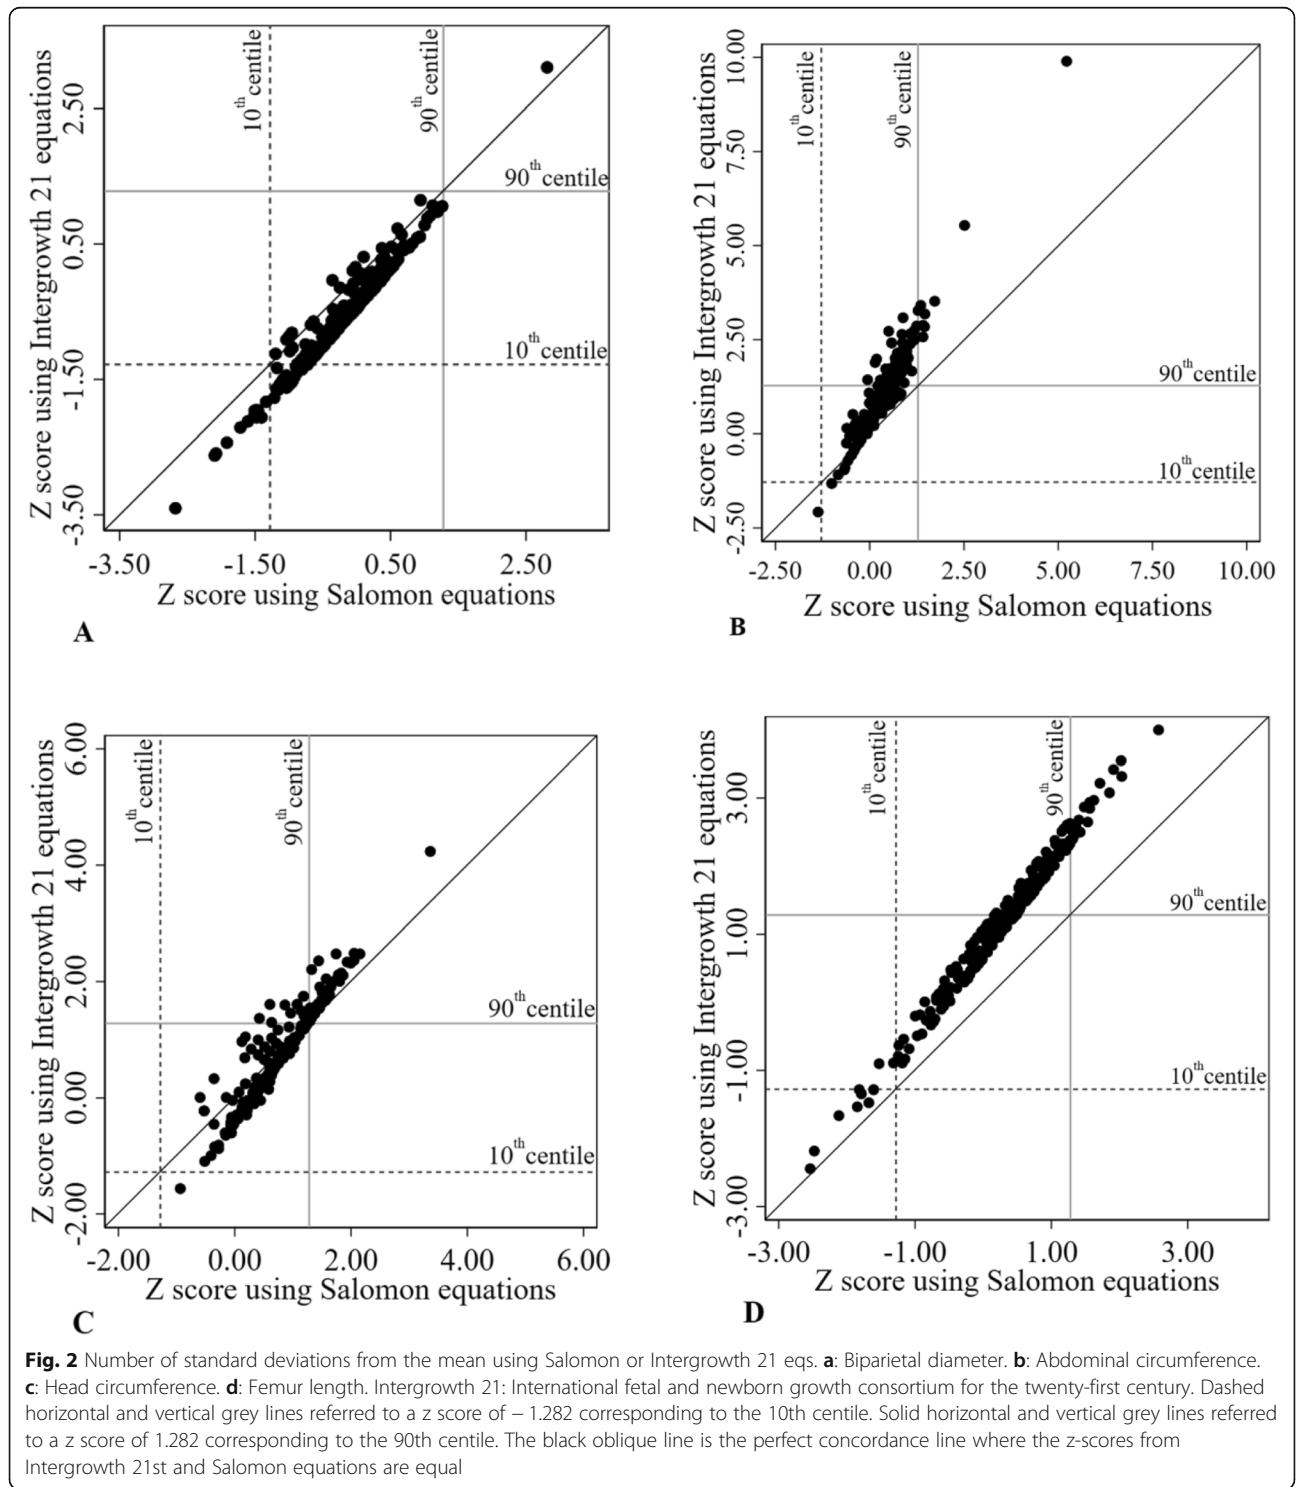 10th centile
90th centile
90th centile
10th centile
2.50
0.50
-1.50
-3.50
Z score using Intergrowth 21 equations
-3.50 -1.50 0.50 2.50
Z score using Salomon equations
A
10th centile
90th centile
90th centile
10th centile
10.00
7.50
5.00
2.50
0.00
-2.50
Z score using Intergrowth 21 equations
-2.50 0.00 2.50 5.00 7.50 10.00
Z score using Salomon equations
B
10th centile
90th centile
90th centile
10th centile
6.00
4.00
2.00
0.00
-2.00
Z score using Intergrowth 21 equations
-2.00 0.00 2.00 4.00 6.00
Z score using Salomon equations
C
10th centile
90th centile
90th centile
10th centile
3.00
1.00
-1.00
-3.00
Z score using Intergrowth 21 equations
-3.00 -1.00 1.00 3.00
Z score using Salomon equations
D
Fig. 2 Number of standard deviations from the mean using Salomon or Intergrowth 21 eqs. a: Biparietal diameter. b: Abdominal circumference.
c: Head circumference. d: Femur length. Intergrowth 21: International fetal and newborn growth consortium for the twenty-first century. Dashed
horizontal and vertical grey lines referred to a z score of − 1.282 corresponding to the 10th centile. Solid horizontal and vertical grey lines referred
to a z score of 1.282 corresponding to the 90th centile. The black oblique line is the perfect concordance line where the z-scores from
Intergrowth 21st and Salomon equations are equal